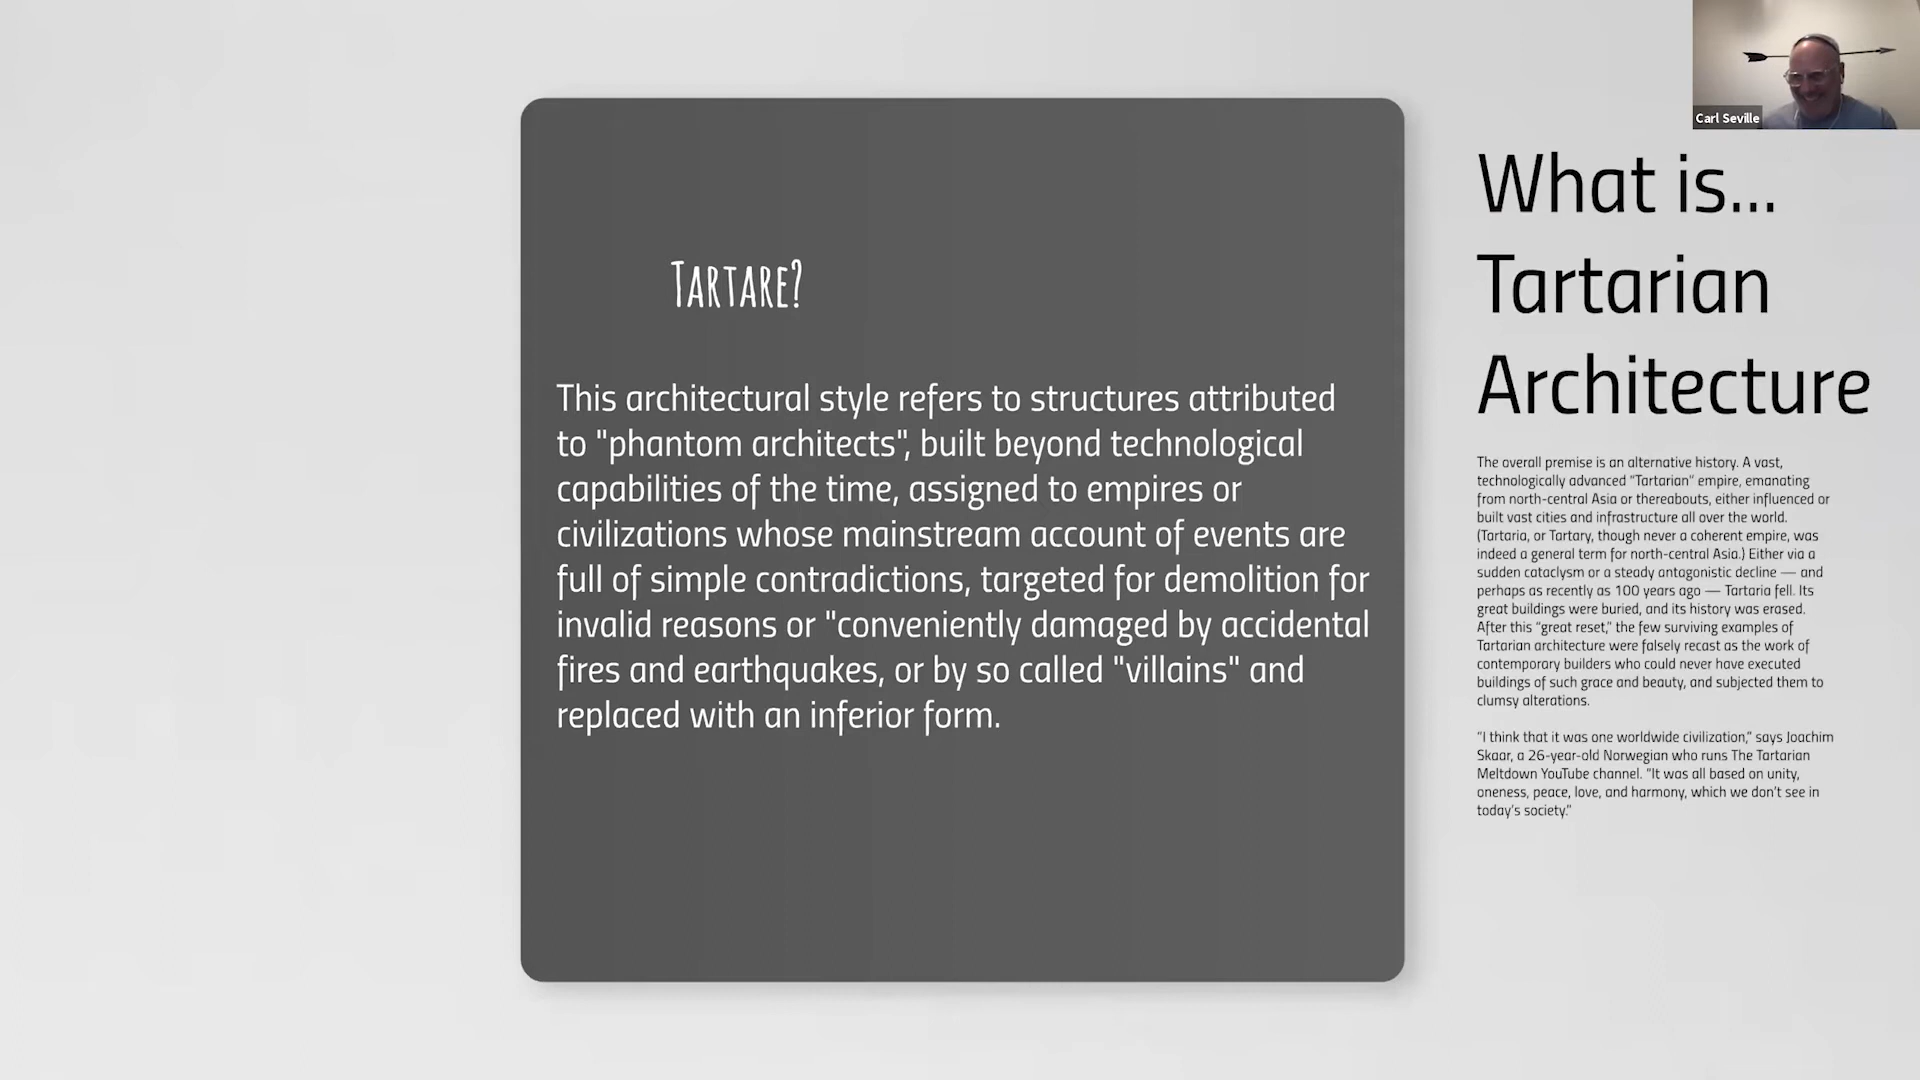 Carl Seville
What is...
Tartarian
Architecture
TARTARE?
This architectural style refers to structures attributed
to "phantom architects", built beyond technological
capabilities of the time, assigned to empires or
civilizations whose mainstream account of events are
full of simple contradictions, targeted for demolition for
invalid reasons or "conveniently damaged by accidental
fires and earthquakes, or by so called "villains" and
replaced with an inferior form.
The overall premise is an alternative history. A vast,
technologically advanced “Tartarian” empire, emanating
from north-central Asia or thereabouts, either influenced or
built vast cities and infrastructure all over the world.
(Tartaria, or Tartary, though never a coherent empire, was
indeed a general term for north-central Asia.) Either via a
sudden cataclysm or a steady antagonistic decline — and
perhaps as recently as 100 years ago — Tartaria fell. Its
great buildings were buried, and its history was erased.
After this “great reset,” the few surviving examples of
Tartarian architecture were falsely recast as the work of
contemporary builders who could never have executed
buildings of such grace and beauty, and subjected them to
clumsy alterations.
“I think that it was one worldwide civilization,” says Joachim
Skaar, a 26-year-old Norwegian who runs The Tartarian
Meltdown YouTube channel. “It was all based on unity,
oneness, peace, love, and harmony, which we don’t see in
today’s society.”